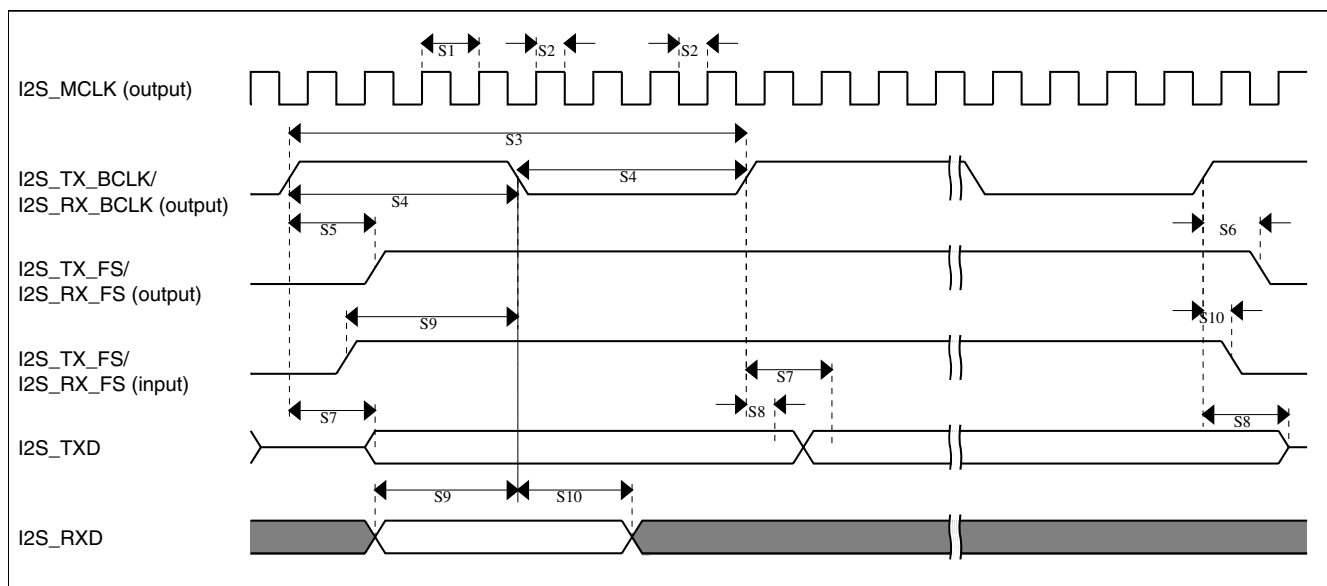 S1
S2
S2
I2S_MCLK (output)
S3
I2S_TX_BCLK/
I2S_RX_BCLK (output)
S4
S4
S5
S6
I2S_TX_FS/
I2S_RX_FS (output)
S9
S10
I2S_TX_FS/
I2S_RX_FS (input)
S7
S7
S8
S8
I2S_TXD
S9
S10
I2S_RXD